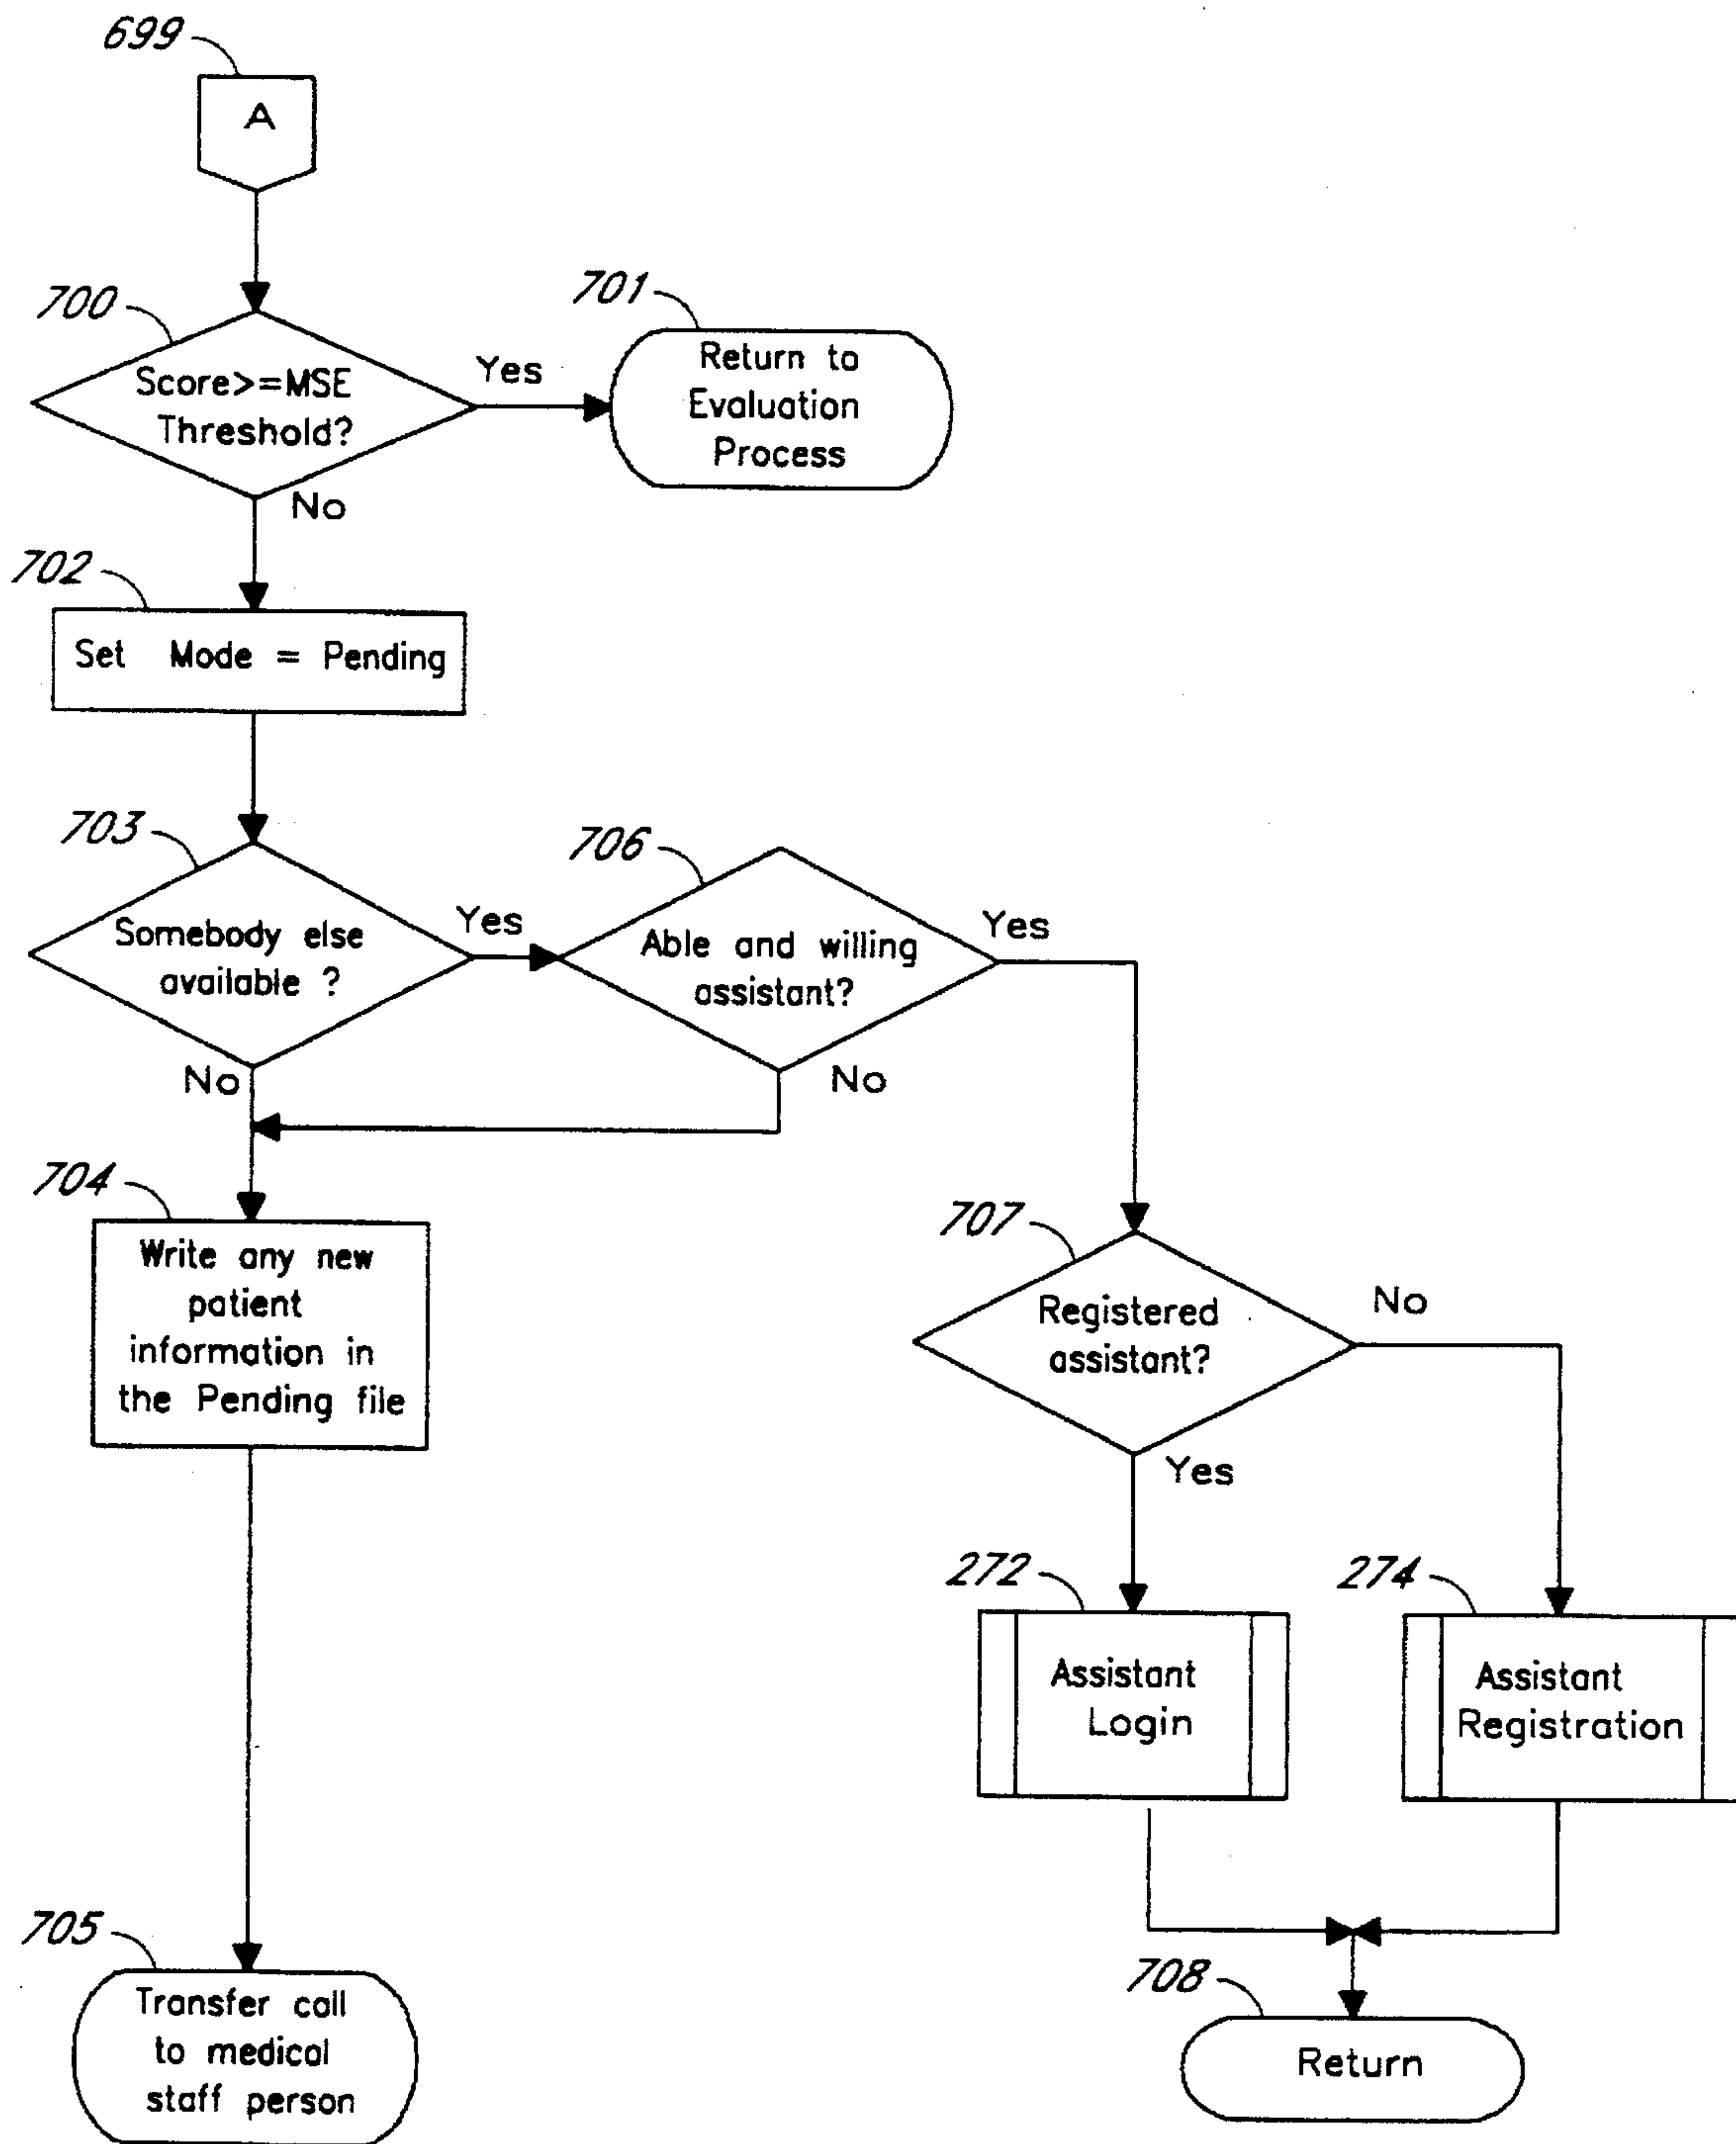 699
A
700
Score>=MSE
Threshold?
Yes
701
Return to
Evaluation
Process
No
702
Set Mode = Pending
703
Somebody else
available ?
Yes
706
Able and willing
assistant?
Yes
No
No
704
Write any new
patient
information in
the Pending file
707
Registered
assistant?
No
Yes
272
Assistant
Login
274
Assistant
Registration
705
Transfer call
to medical
staff person
708
Return